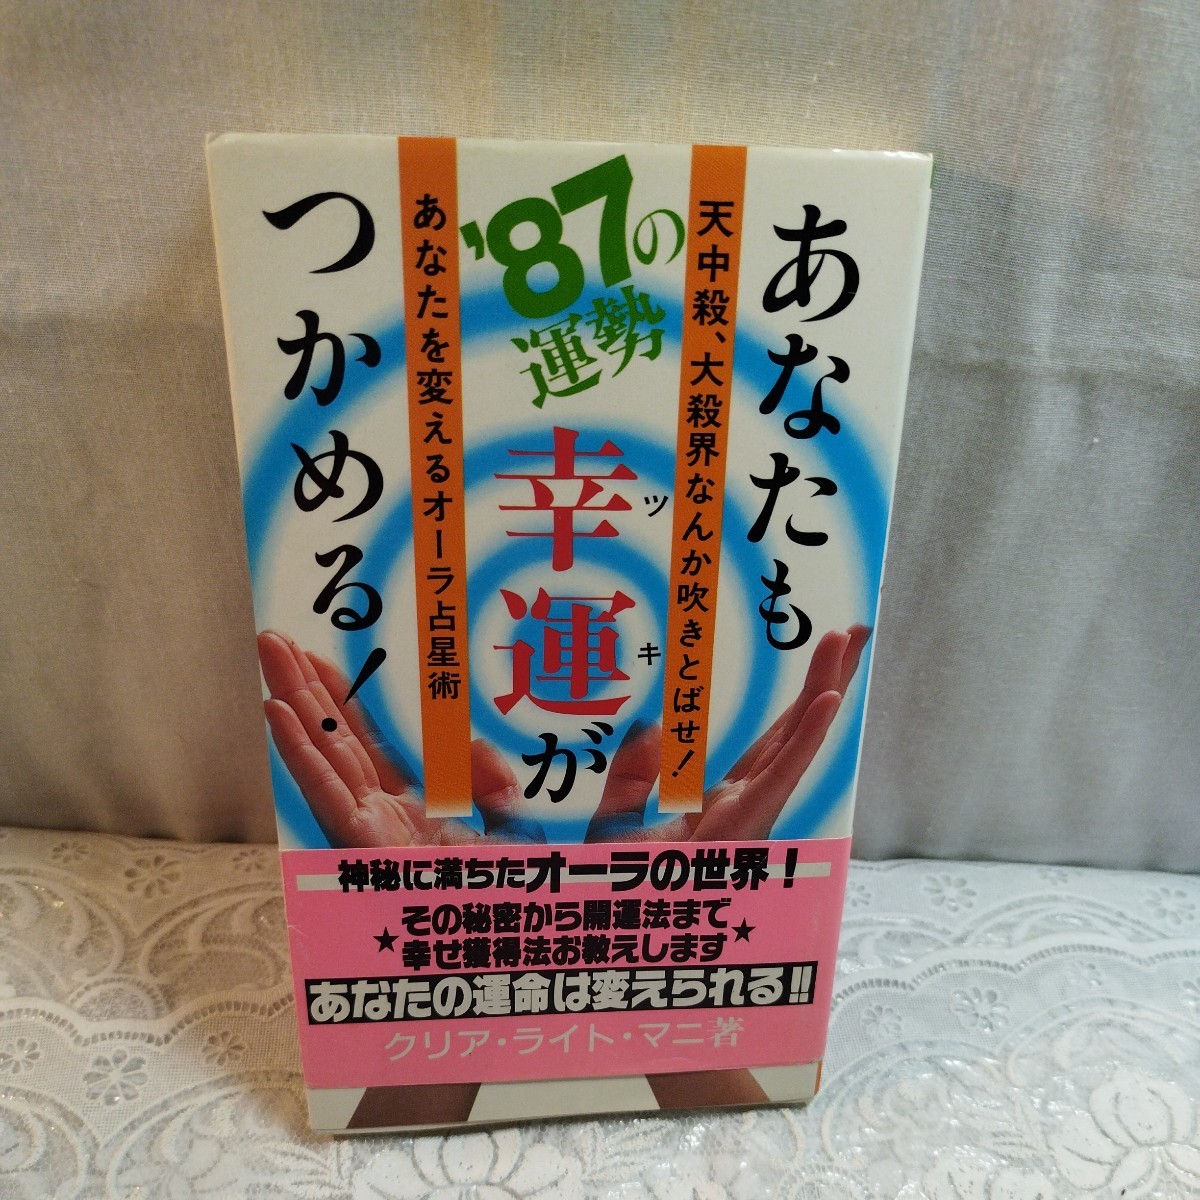 あなたも
天中殺、大殺界なんか吹きとばせ!
'87の
運勢
幸運が
ツキ
あなたを変えるオーラ占星術
つかめる!
神秘に満ちたオーラの世界!
その秘密から開運法まで
★幸せ獲得法お教えします★
あなたの運命は変えられる!!
クリア・ライト・マニ著